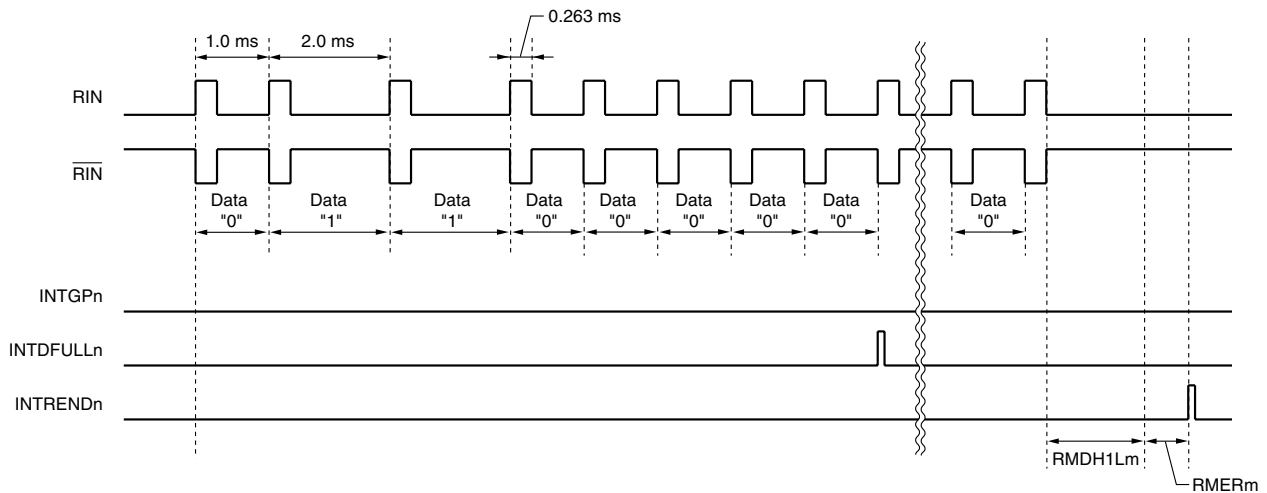 0.263 ms
1.0 ms
2.0 ms
RIN
RIN
Data
"0"
Data
"1"
Data
"1"
Data
"0"
Data
"0"
Data
"0"
Data
"0"
Data
"0"
Data
"0"
INTGPn
INTDFULLn
INTRENDn
RMDH1Lm
RMERm